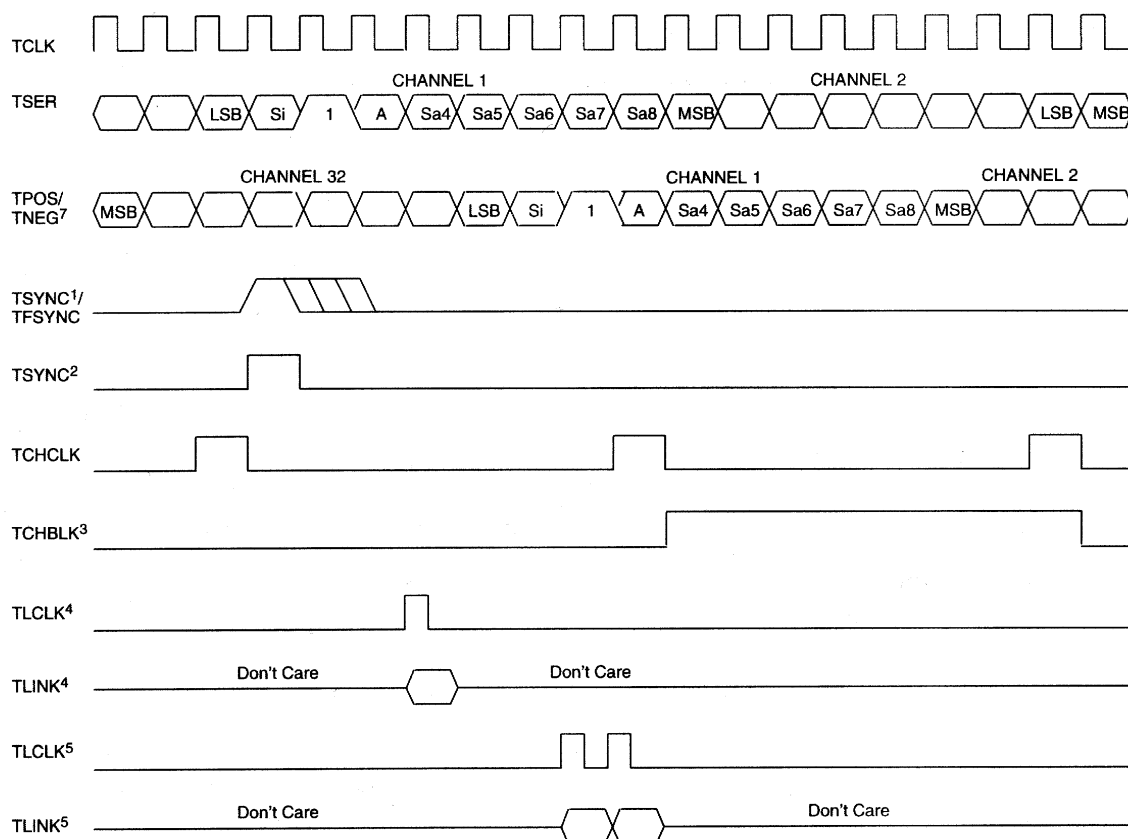 TCLK
CHANNEL 1 CHANNEL 2
TSER LSB Si 1 A Sa4 Sa5 Sa6 Sa7 Sa8 MSB LSB MSB
CHANNEL 32 CHANNEL 1 CHANNEL 2
TPOS/
TNEG7 MSB LSB Si 1 A Sa4 Sa5 Sa6 Sa7 Sa8 MSB
TSYNC1/
TFSYNC
TSYNC2
TCHCLK
TCHBLK3
TLCLK4
Don't Care Don't Care
TLINK4
TLCLK5
Don't Care Don't Care
TLINK5